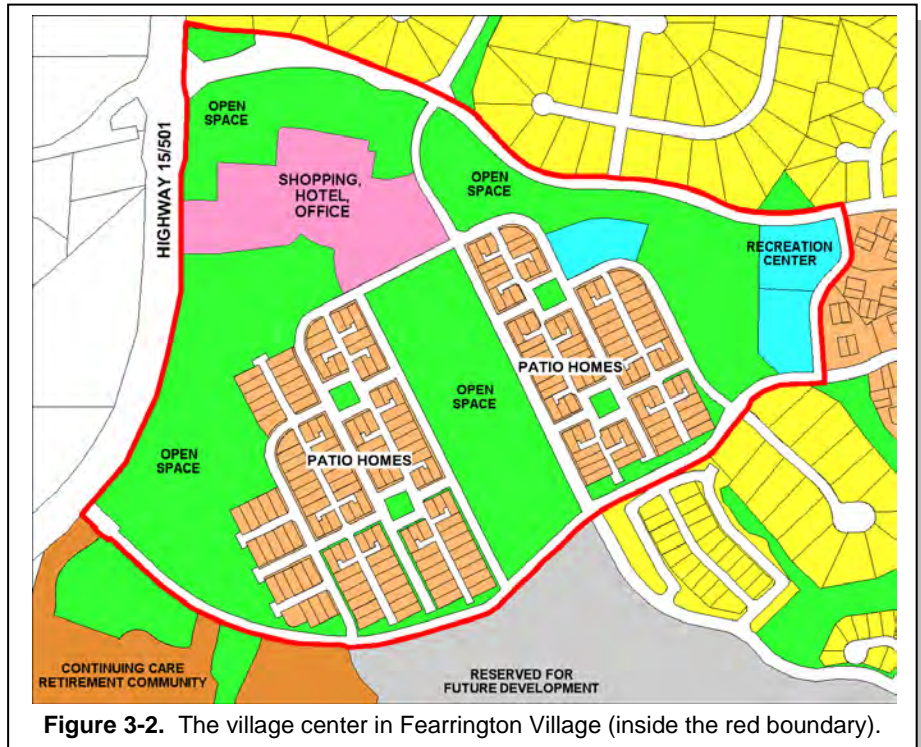 OPEN
SPACE
HIGHWAY 15/501
SHOPPING,
HOTEL,
OFFICE
OPEN
SPACE
RECREATION
CENTER
PATIO HOMES
OPEN
SPACE
OPEN
SPACE
PATIO HOMES
CONTINUING CARE
RETIREMENT COMMUNITY
RESERVED FOR
FUTURE DEVELOPMENT
Figure 3-2. The village center in Fearrington Village (inside the red boundary).